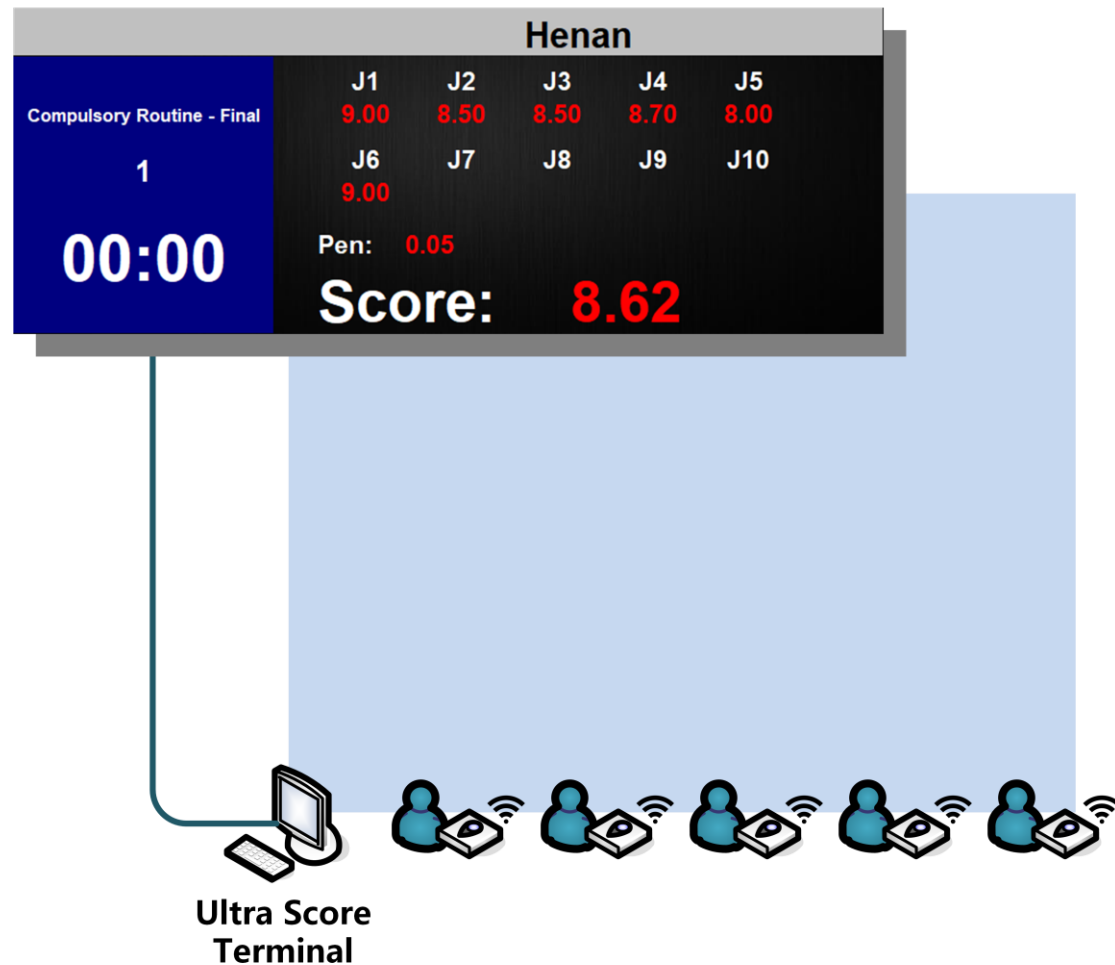 Henan
Compulsory Routine - Final
1
00:00
J1 J2 J3 J4 J5
9.00 8.50 8.50 8.70 8.00
J6 J7 J8 J9 J10
9.00
Pen: 0.05
Score: 8.62
Ultra Score
Terminal